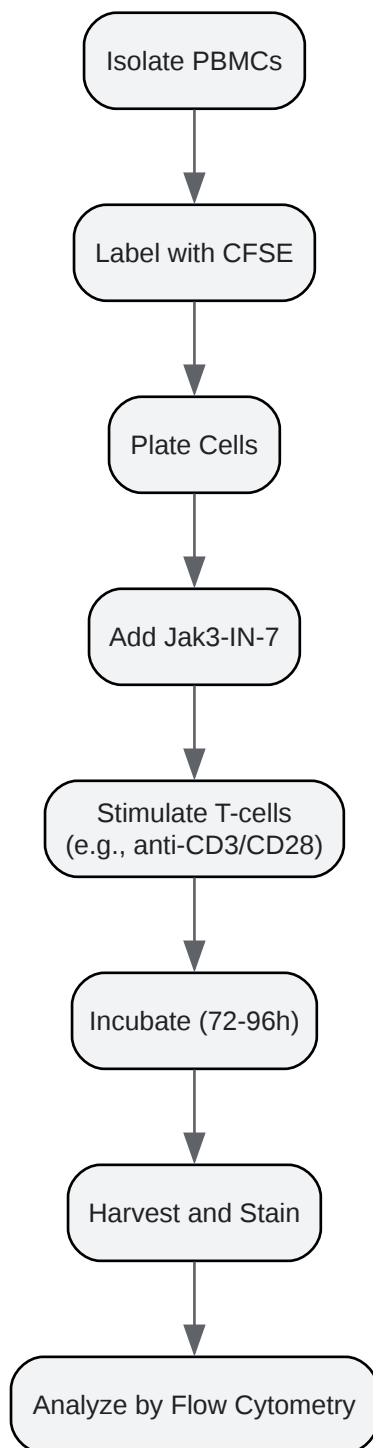 Isolate PBMCs
Label with CFSE
Plate Cells
Add Jak3-IN-7
Stimulate T-cells
(e.g., anti-CD3/CD28)
Incubate (72-96h)
Harvest and Stain
Analyze by Flow Cytometry